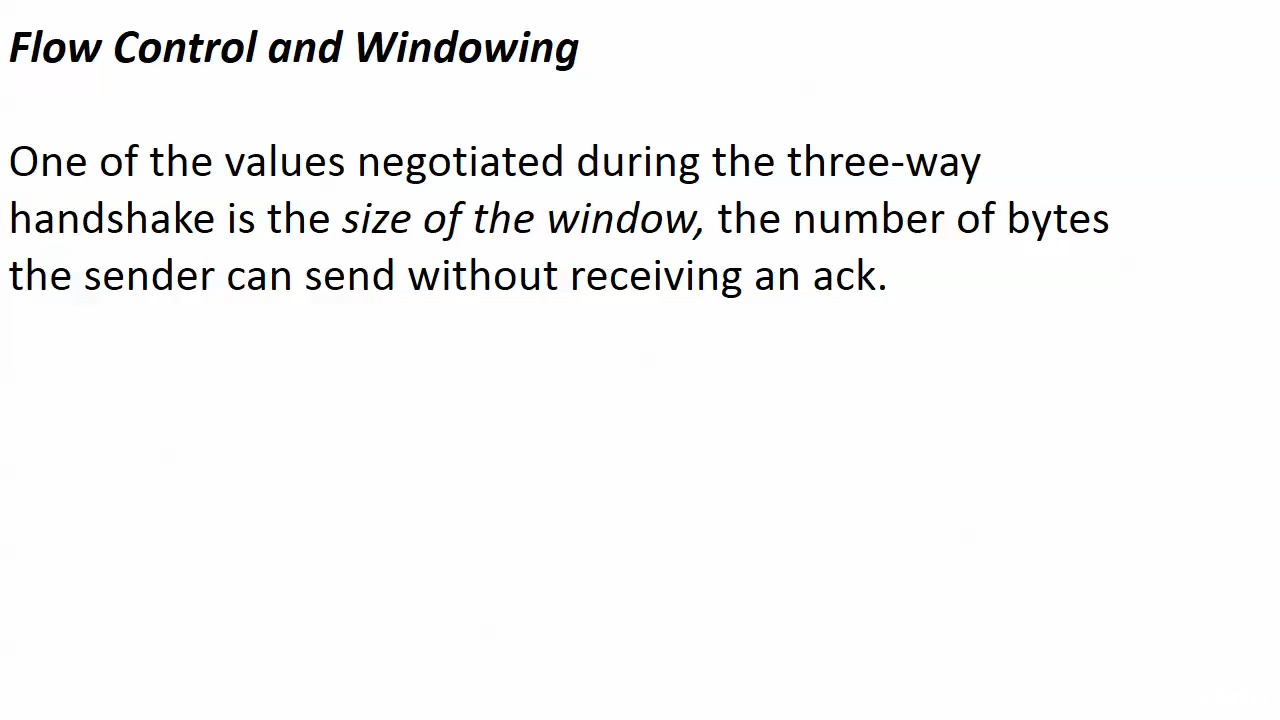 Flow Control and Windowing
One of the values negotiated during the three-way
handshake is the size of the window, the number of bytes
the sender can send without receiving an ack.